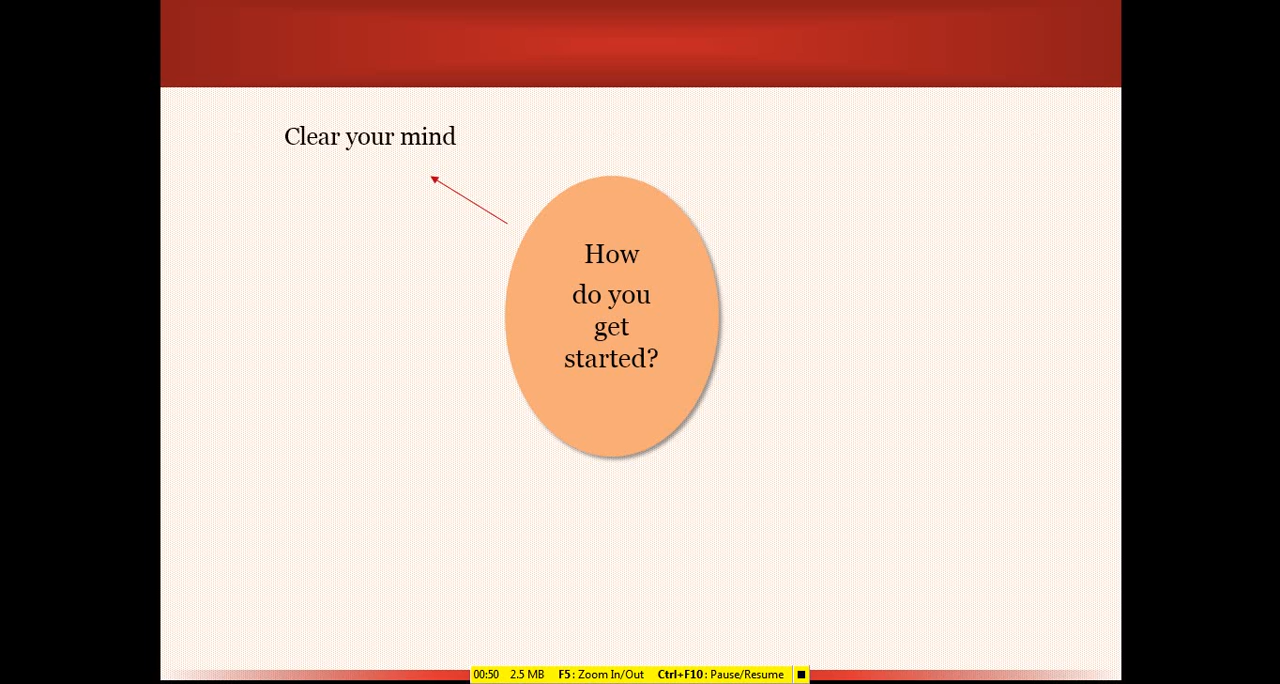 Clear your mind
How
do you
get
started?
00:50 2.5 MB F5: Zoom In/Out Ctrl+F10: Pause/Resume